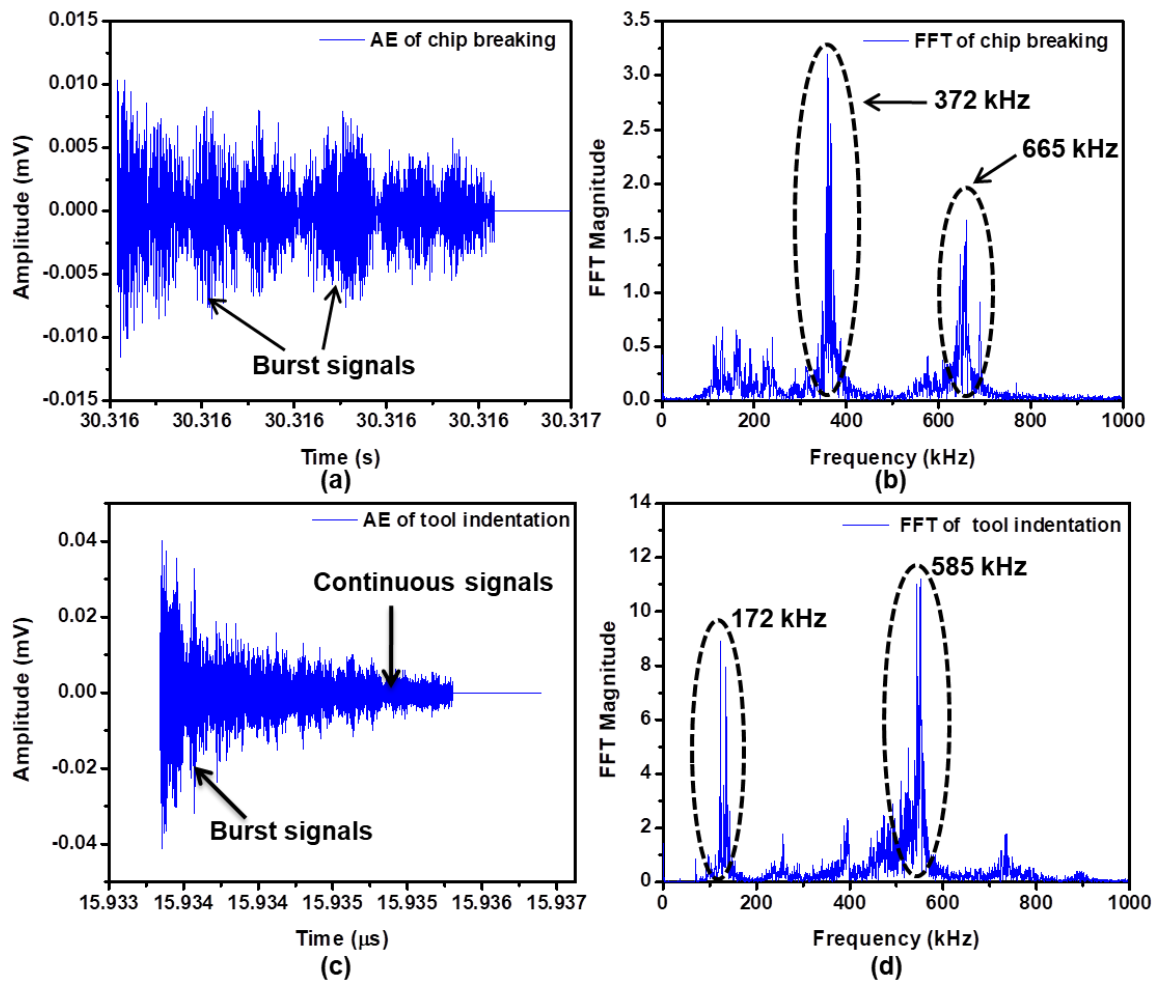 AE of chip breaking
0.015
0.010
0.005
0.000
-0.005
-0.010
-0.015
Amplitude (mV)
Burst signals
30.316 30.316 30.316 30.316 30.316 30.317
Time (s)
(a)
FFT of chip breaking
3.5
3.0
2.5
2.0
1.5
1.0
0.5
0.0
FFT Magnitude
372 kHz
665 kHz
0 200 400 600 800 1000
Frequency (kHz)
(b)
AE of tool indentation
0.04
0.02
0.00
-0.02
-0.04
Amplitude (mV)
Continuous signals
Burst signals
15.933 15.934 15.934 15.935 15.935 15.936 15.937
Time (μs)
(c)
FFT of tool indentation
14
12
10
8
6
4
2
0
FFT Magnitude
172 kHz
585 kHz
0 200 400 600 800 1000
Frequency (kHz)
(d)